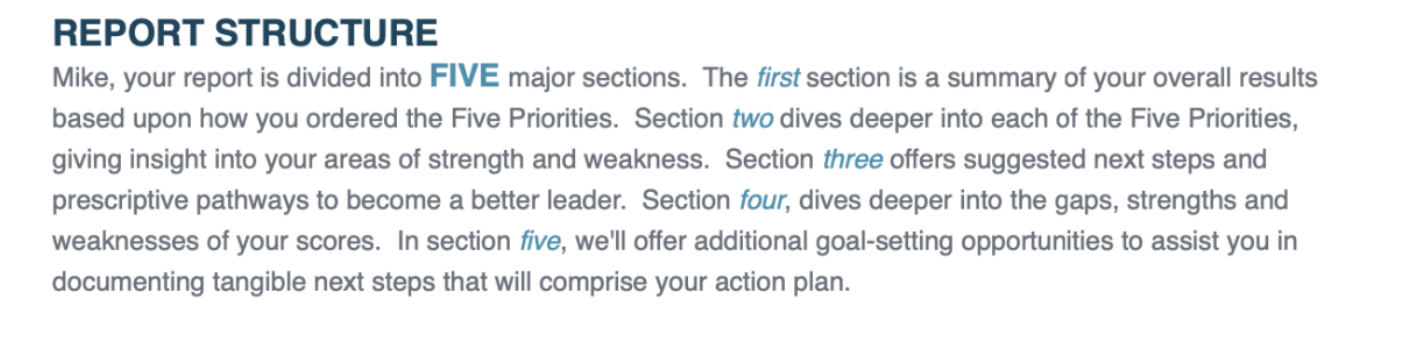 REPORT STRUCTURE
Mike, your report is divided into FIVE major sections.  The first section is a summary of your overall results
based upon how you ordered the Five Priorities.  Section two dives deeper into each of the Five Priorities,
giving insight into your areas of strength and weakness.  Section three offers suggested next steps and
prescriptive pathways to become a better leader.  Section four, dives deeper into the gaps, strengths and
weaknesses of your scores.  In section five, we'll offer additional goal-setting opportunities to assist you in
documenting tangible next steps that will comprise your action plan.